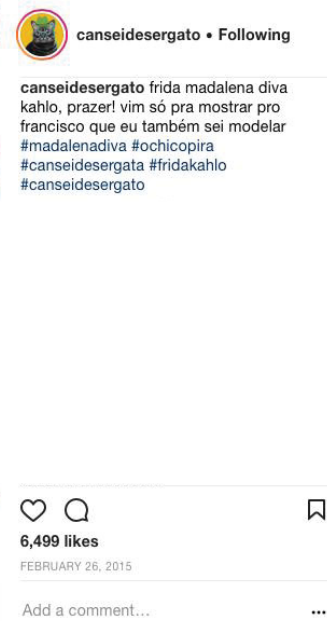 canseidesergato • Following
canseidesergato frida madalena diva
kahlo, prazer! vim só pra mostrar pro
francisco que eu também sei modelar
#madalenadiva #ochicopira
#canseidesergata #fridakahlo
#canseidesergato
6,499 likes
FEBRUARY 26, 2015
Add a comment...